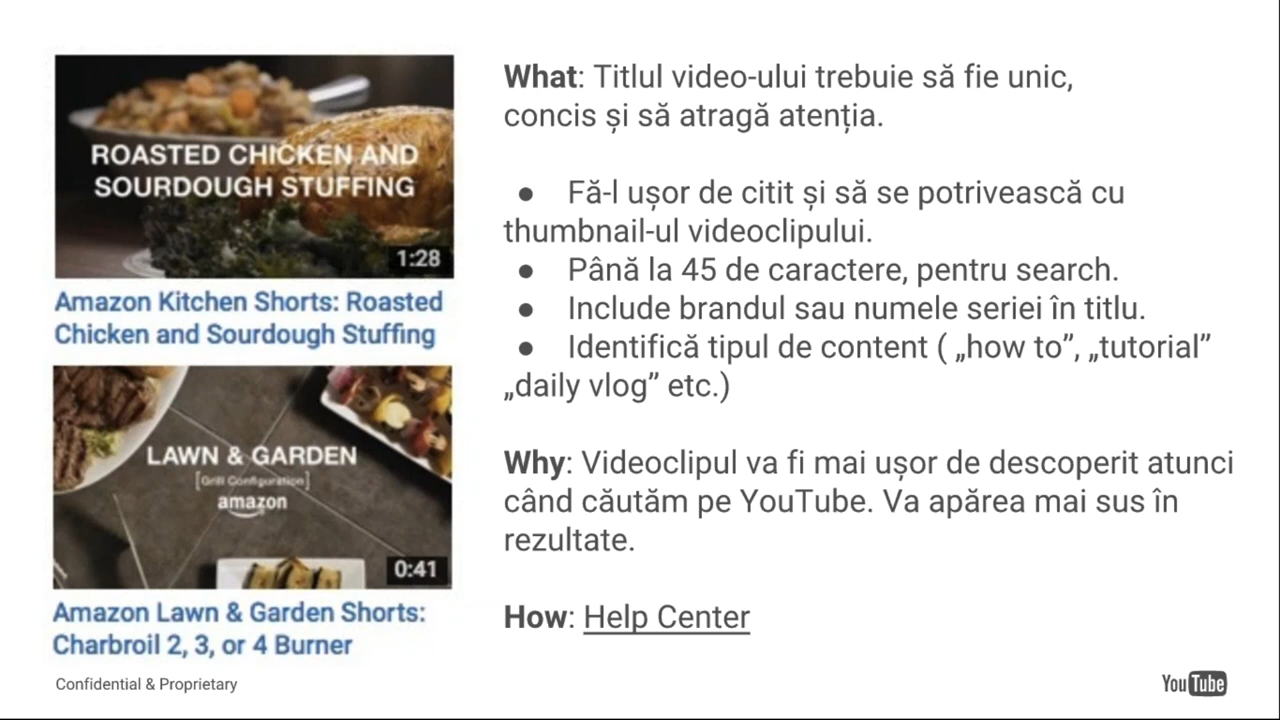 ROASTED CHICKEN AND
SOURDOUGH STUFFING
1:28
Amazon Kitchen Shorts: Roasted
Chicken and Sourdough Stuffing
LAWN & GARDEN
[Grill Configuration]
amazon
0:41
Amazon Lawn & Garden Shorts:
Charbroil 2, 3, or 4 Burner
What: Titlul video-ului trebuie să fie unic,
concis și să atragă atenția.
● Fă-l ușor de citit și să se potrivească cu
thumbnail-ul videoclipului.
● Până la 45 de caractere, pentru search.
● Include brandul sau numele seriei în titlu.
● Identifică tipul de content ( „how to”, „tutorial”
„daily vlog” etc.)
Why: Videoclipul va fi mai ușor de descoperit atunci
când căutăm pe YouTube. Va apărea mai sus în
rezultate.
How: Help Center
Confidential & Proprietary
YouTube